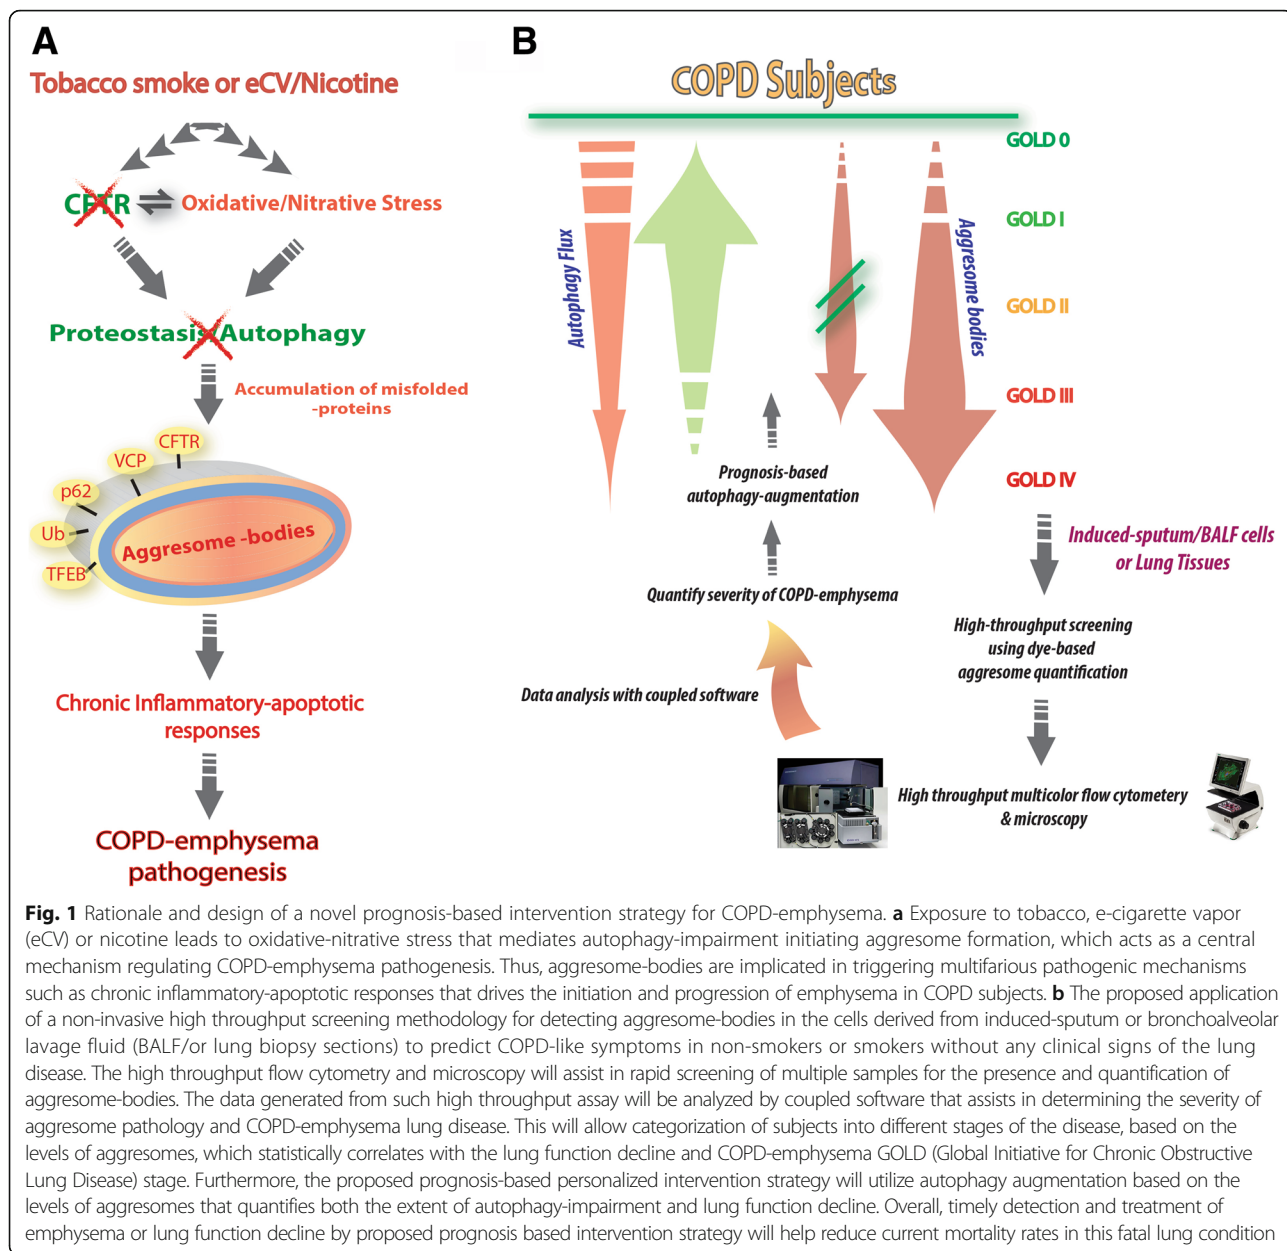 A
Tobacco smoke or eCV/Nicotine
CFTR
Oxidative/Nitrative Stress
Proteostasis/Autophagy
Accumulation of misfolded
-proteins
CFTR
VCP
p62
Ub
TFEB
Aggresome -bodies
Chronic Inflammatory-apoptotic
responses
COPD-emphysema
pathogenesis
B
COPD Subjects
GOLD 0
GOLD I
GOLD II
GOLD III
GOLD IV
Autophagy Flux
Aggresome bodies
Prognosis-based
autophagy-augmentation
Quantify severity of COPD-emphysema
Data analysis with coupled software
Induced-sputum/BALF cells
or Lung Tissues
High-throughput screening
using dye-based
aggresome quantification
High throughput multicolor flow cytometery
& microscopy
Fig. 1 Rationale and design of a novel prognosis-based intervention strategy for COPD-emphysema. a Exposure to tobacco, e-cigarette vapor
(eCV) or nicotine leads to oxidative-nitrative stress that mediates autophagy-impairment initiating aggresome formation, which acts as a central
mechanism regulating COPD-emphysema pathogenesis. Thus, aggresome-bodies are implicated in triggering multifarious pathogenic mechanisms
such as chronic inflammatory-apoptotic responses that drives the initiation and progression of emphysema in COPD subjects. b The proposed application
of a non-invasive high throughput screening methodology for detecting aggresome-bodies in the cells derived from induced-sputum or bronchoalveolar
lavage fluid (BALF/or lung biopsy sections) to predict COPD-like symptoms in non-smokers or smokers without any clinical signs of the lung
disease. The high throughput flow cytometry and microscopy will assist in rapid screening of multiple samples for the presence and quantification of
aggresome-bodies. The data generated from such high throughput assay will be analyzed by coupled software that assists in determining the severity of
aggresome pathology and COPD-emphysema lung disease. This will allow categorization of subjects into different stages of the disease, based on the
levels of aggresomes, which statistically correlates with the lung function decline and COPD-emphysema GOLD (Global Initiative for Chronic Obstructive
Lung Disease) stage. Furthermore, the proposed prognosis-based personalized intervention strategy will utilize autophagy augmentation based on the
levels of aggresomes that quantifies both the extent of autophagy-impairment and lung function decline. Overall, timely detection and treatment of
emphysema or lung function decline by proposed prognosis based intervention strategy will help reduce current mortality rates in this fatal lung condition